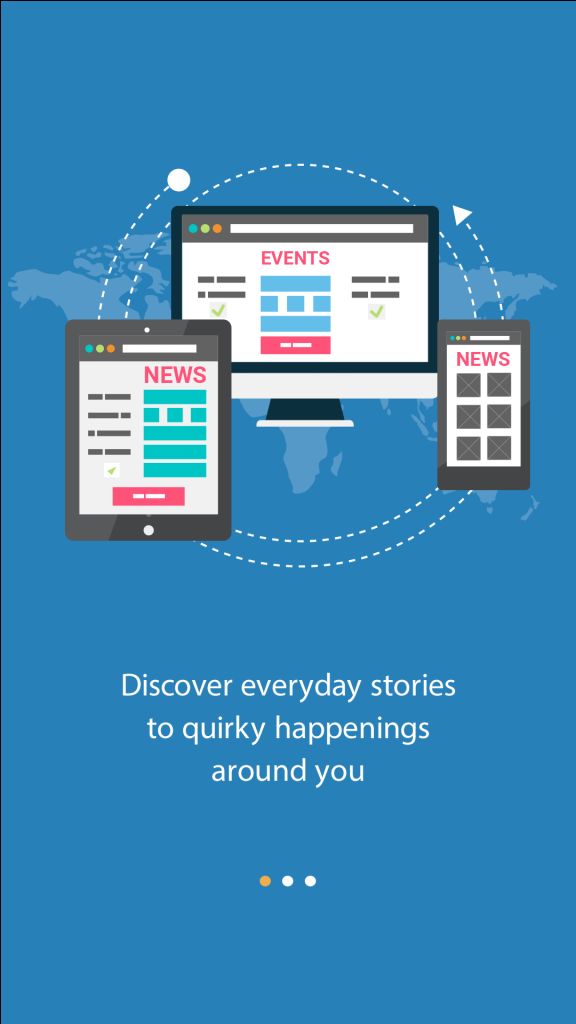 EVENTS
NEWS
NEWS
Discover everyday stories
to quirky happenings
around you